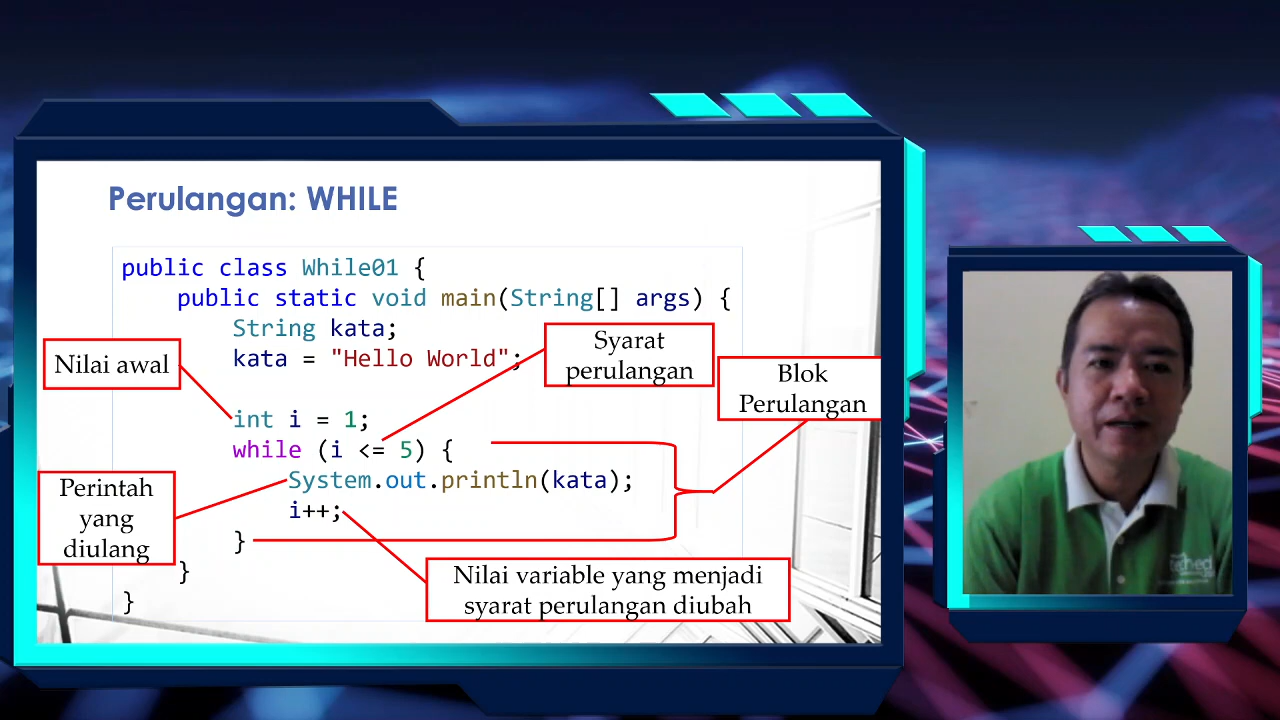 Perulangan: WHILE
public class While01 {
public static void main(String[] args) {
String kata;
kata = "Hello World";
int i = 1;
while (i <= 5) {
System.out.println(kata);
i++;
}
}
}
Nilai awal
Syarat
perulangan
Blok
Perulangan
Perintah
yang
diulang
Nilai variable yang menjadi
syarat perulangan diubah